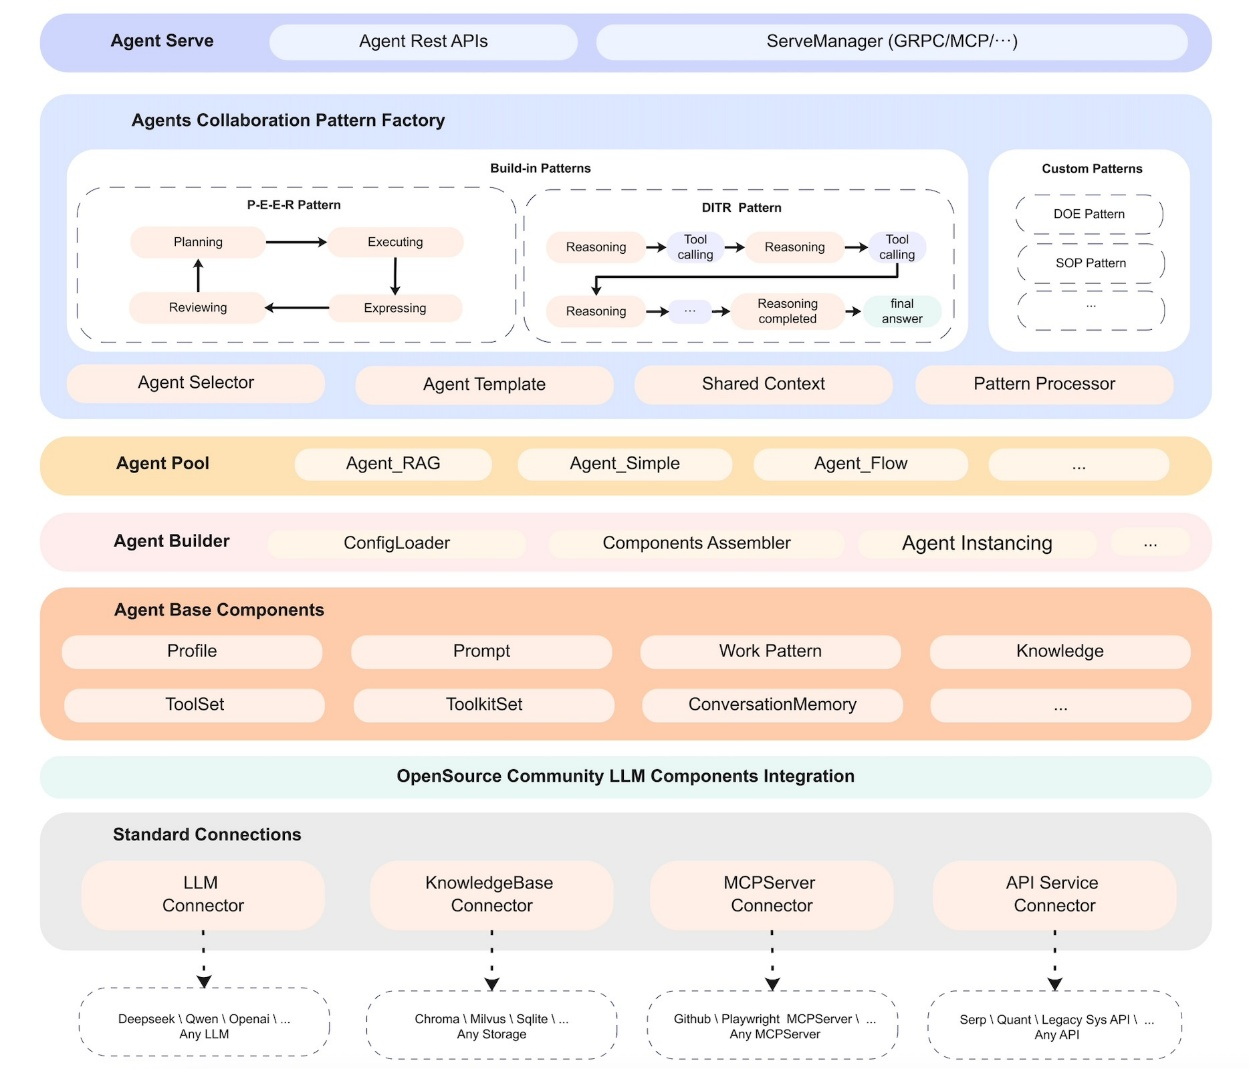 Agent Serve
Agent Rest APIs
ServeManager (GRPC/MCP/···)
Agents Collaboration Pattern Factory
Build-in Patterns
P-E-E-R Pattern
Planning
Executing
Reviewing
Expressing
DITR Pattern
Reasoning
Tool
calling
Reasoning
Tool
calling
Reasoning
...
Reasoning
completed
final
answer
Custom Patterns
DOE Pattern
SOP Pattern
...
Agent Selector
Agent Template
Shared Context
Pattern Processor
Agent Pool
Agent_RAG
Agent_Simple
Agent_Flow
...
Agent Builder
ConfigLoader
Components Assembler
Agent Instancing
...
Agent Base Components
Profile
Prompt
Work Pattern
Knowledge
ToolSet
ToolkitSet
ConversationMemory
...
OpenSource Community LLM Components Integration
Standard Connections
LLM
Connector
KnowledgeBase
Connector
MCPServer
Connector
API Service
Connector
Deepseek \ Qwen \ Openai \ ...
Any LLM
Chroma \ Milvus \ Sqlite \ ...
Any Storage
Github \ Playwright MCPServer \ ...
Any MCPServer
Serp \ Quant \ Legacy Sys API \ ...
Any API